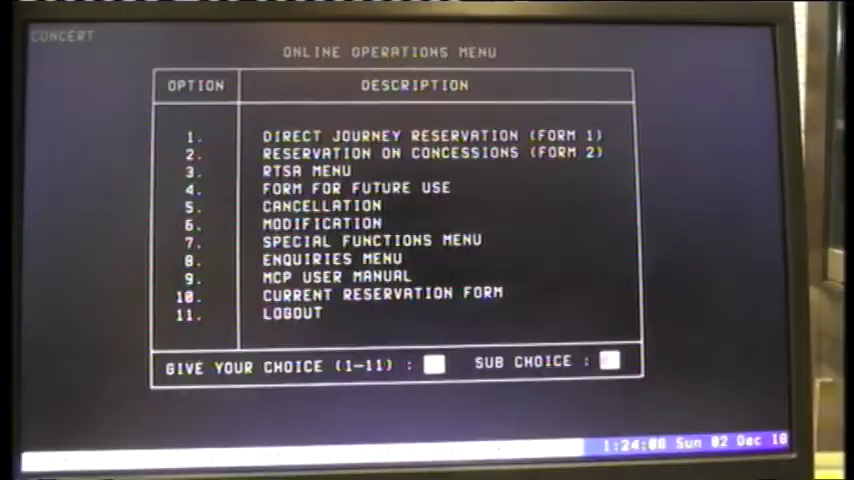 CONCERT
ONLINE OPERATIONS MENU
OPTION DESCRIPTION
1. DIRECT JOURNEY RESERVATION (FORM 1)
2. RESERVATION ON CONCESSIONS (FORM 2)
3. RTSA MENU
4. FORM FOR FUTURE USE
5. CANCELLATION
6. MODIFICATION
7. SPECIAL FUNCTIONS MENU
8. ENQUIRIES MENU
9. MCP USER MANUAL
10. CURRENT RESERVATION FORM
11. LOGOUT
GIVE YOUR CHOICE (1-11) : SUB CHOICE :
1:24:00 Sun 02 Dec 18